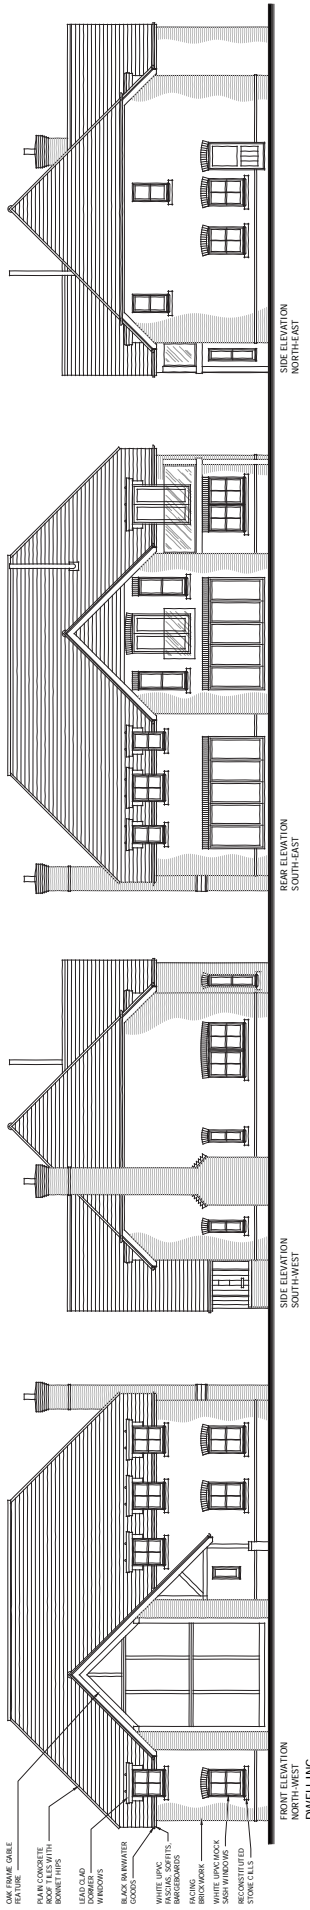 OAK FRAME GABLE
FEATURE
PLAIN CONCRETE
ROOF TILES WITH
BONNET HIPS
LEAD CLAD
DORMER
WINDOWS
BLACK RAINWATER
GOODS
WHITE UPVC
FASCIAS, SOFFITS,
BARGEBOARDS
FACING
BRICKWORK
WHITE UPVC MOCK
SASH WINDOWS
RECONSTITUTED
STONE CILLS
FRONT ELEVATION
NORTH-WEST
DWELLING
SIDE ELEVATION
SOUTH-WEST
REAR ELEVATION
SOUTH-EAST
SIDE ELEVATION
NORTH-EAST